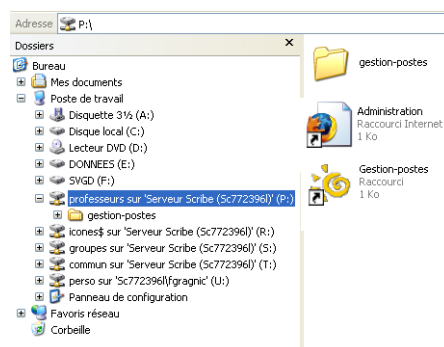 Adresse P:\
Dossiers
Bureau
Mes documents
Poste de travail
Disquette 3½ (A:)
Disque local (C:)
Lecteur DVD (D:)
DONNEES (E:)
SVGD (F:)
professeurs sur 'Serveur Scribe (Sc772396l)' (P:)
gestion-postes
icones$ sur 'Serveur Scribe (Sc772396l)' (R:)
groupes sur 'Serveur Scribe (Sc772396l)' (S:)
commun sur 'Serveur Scribe (Sc772396l)' (T:)
perso sur 'Sc772396l\fgragnic' (U:)
Panneau de configuration
Favoris réseau
Corbeille
gestion-postes
Administration
Raccourci Internet
1 Ko
Gestion-postes
Raccourci
1 Ko